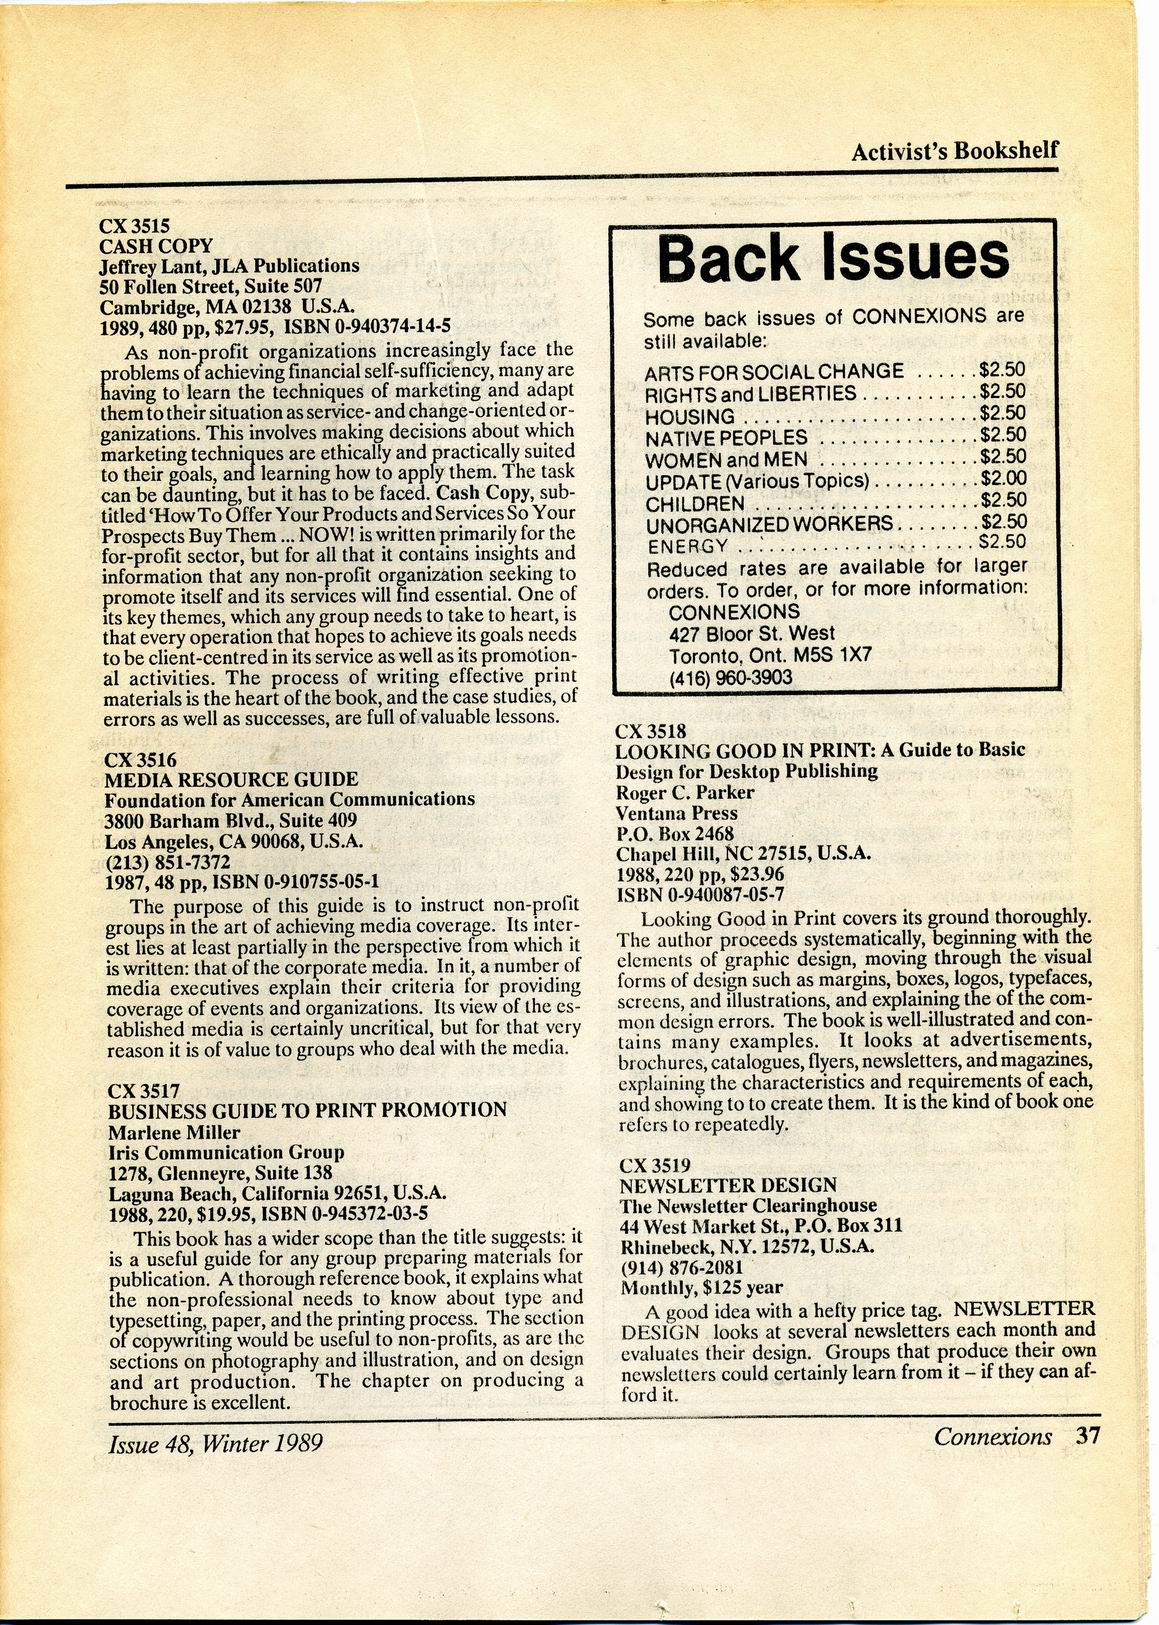 Activist's Bookshelf
CX 3515
CASH COPY
Jeffrey Lant, JLA Publications
50 Follen Street, Suite 507
Cambridge, MA 02138 U.S.A.
1989, 480 pp, $27.95, ISBN 0-940374-14-5
As non-profit organizations increasingly face the
problems of achieving financial self-sufficiency, many are
having to learn the techniques of marketing and adapt
them to their situation as service- and change-oriented or-
ganizations. This involves making decisions about which
marketing techniques are ethically and practically suited
to their goals, and learning how to apply them. The task
can be daunting, but it has to be faced. Cash Copy, sub-
titled 'How To Offer Your Products and Services So Your
Prospects Buy Them ... NOW! is written primarily for the
for-profit sector, but for all that it contains insights and
information that any non-profit organization seeking to
promote itself and its services will find essential. One of
its key themes, which any group needs to take to heart, is
that every operation that hopes to achieve its goals needs
to be client-centred in its service as well as its promotion-
al activities. The process of writing effective print
materials is the heart of the book, and the case studies, of
errors as well as successes, are full of valuable lessons.
CX 3516
MEDIA RESOURCE GUIDE
Foundation for American Communications
3800 Barham Blvd., Suite 409
Los Angeles, CA 90068, U.S.A.
(213) 851-7372
1987, 48 pp, ISBN 0-910755-05-1
The purpose of this guide is to instruct non-profit
groups in the art of achieving media coverage. Its inter-
est lies at least partially in the perspective from which it
is written: that of the corporate media. In it, a number of
media executives explain their criteria for providing
coverage of events and organizations. Its view of the es-
tablished media is certainly uncritical, but for that very
reason it is of value to groups who deal with the media.
CX 3517
BUSINESS GUIDE TO PRINT PROMOTION
Marlene Miller
Iris Communication Group
1278, Glenneyre, Suite 138
Laguna Beach, California 92651, U.S.A.
1988, 220, $19.95, ISBN 0-945372-03-5
This book has a wider scope than the title suggests: it
is a useful guide for any group preparing materials for
publication. A thorough reference book, it explains what
the non-professional needs to know about type and
typesetting, paper, and the printing process. The section
of copywriting would be useful to non-profits, as are the
sections on photography and illustration, and on design
and art production. The chapter on producing a
brochure is excellent.
Back Issues
Some back issues of CONNEXIONS are
still available:
ARTS FOR SOCIAL CHANGE ......$2.50
RIGHTS and LIBERTIES...........$2.50
HOUSING ......................$2.50
NATIVE PEOPLES ...............$2.50
WOMEN and MEN ...............$2.50
UPDATE (Various Topics)..........$2.00
CHILDREN ......................$2.50
UNORGANIZED WORKERS........$2.50
ENERGY .......................$2.50
Reduced rates are available for larger
orders. To order, or for more information:
CONNEXIONS
427 Bloor St. West
Toronto, Ont. M5S 1X7
(416) 960-3903
CX 3518
LOOKING GOOD IN PRINT: A Guide to Basic
Design for Desktop Publishing
Roger C. Parker
Ventana Press
P.O. Box 2468
Chapel Hill, NC 27515, U.S.A.
1988, 220 pp, $23.96
ISBN 0-940087-05-7
Looking Good in Print covers its ground thoroughly.
The author proceeds systematically, beginning with the
elements of graphic design, moving through the visual
forms of design such as margins, boxes, logos, typefaces,
screens, and illustrations, and explaining the of the com-
mon design errors. The book is well-illustrated and con-
tains many examples. It looks at advertisements,
brochures, catalogues, flyers, newsletters, and magazines,
explaining the characteristics and requirements of each,
and showing to to create them. It is the kind of book one
refers to repeatedly.
CX 3519
NEWSLETTER DESIGN
The Newsletter Clearinghouse
44 West Market St., P.O. Box 311
Rhinebeck, N.Y. 12572, U.S.A.
(914) 876-2081
Monthly, $125 year
A good idea with a hefty price tag. NEWSLETTER
DESIGN looks at several newsletters each month and
evaluates their design. Groups that produce their own
newsletters could certainly learn from it – if they can af-
ford it.
Issue 48, Winter 1989
Connexions 37